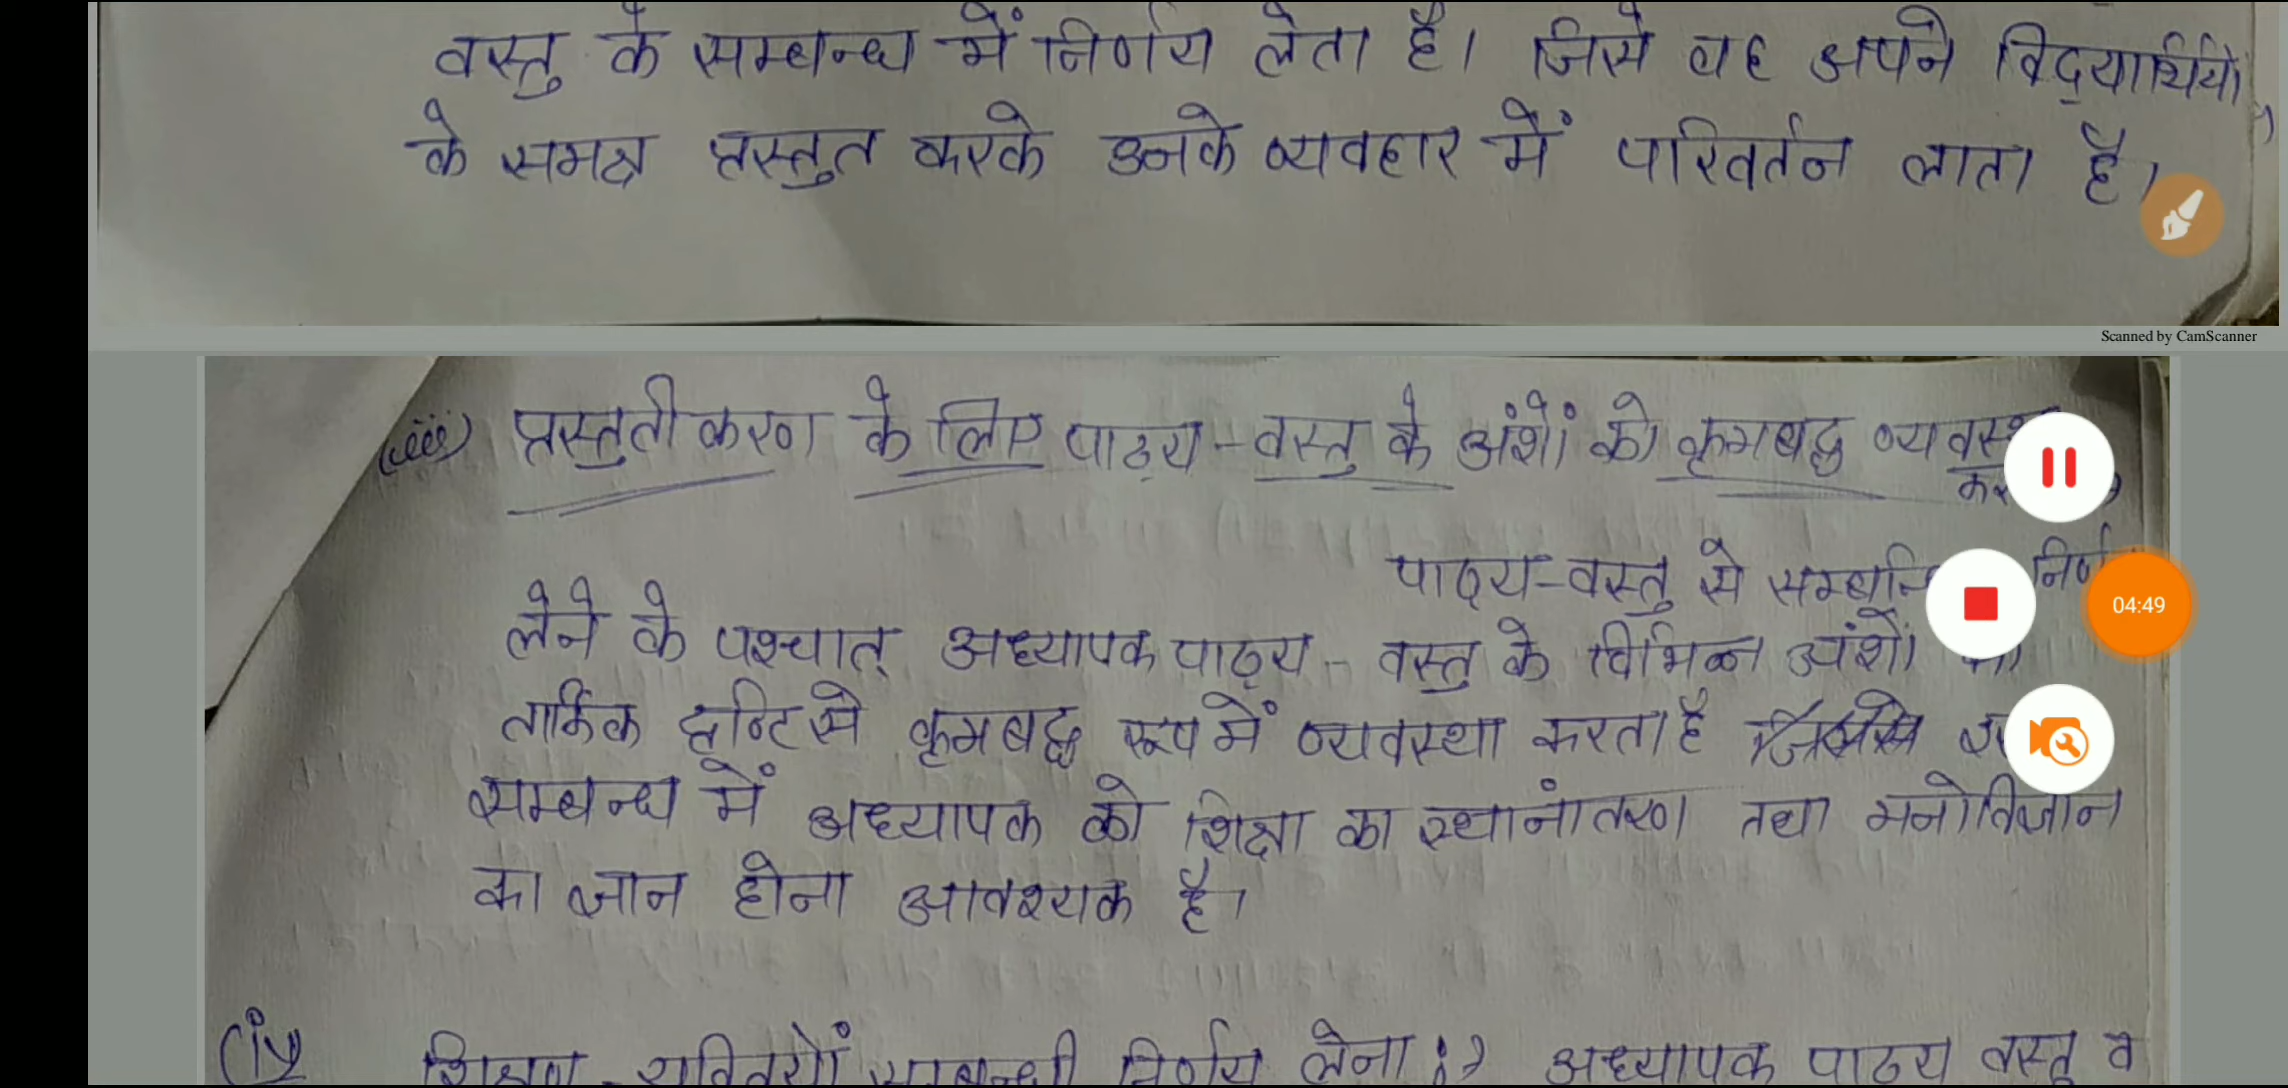 वस्तु के सम्बन्ध में निर्णय लेता है। जिसे वह अपने विद्यार्थियों
के समक्ष प्रस्तुत करके उनके व्यवहार में परिवर्तन लाता है।
Scanned by CamScanner
(iii) प्रस्तुतीकरण के लिए पाठ्य-वस्तु के अंशों को क्रमबद्ध
पाठ्य-वस्तु से
लेने के पश्चात् अध्यापक पाठ्य-वस्तु के विभिन्न अंशों
04:49
तार्किक दृष्टि से क्रमबद्ध रूप में व्यवस्था करता है
सम्बन्ध में अध्यापक को शिक्षा का स्थानांतरण तथा मनोविज्ञान
का ज्ञान होना आवश्यक है।
(iv) शिक्षण-युक्तियों सम्बन्धी निर्णय लेना :-> अध्यापक पाठ्य वस्तु व